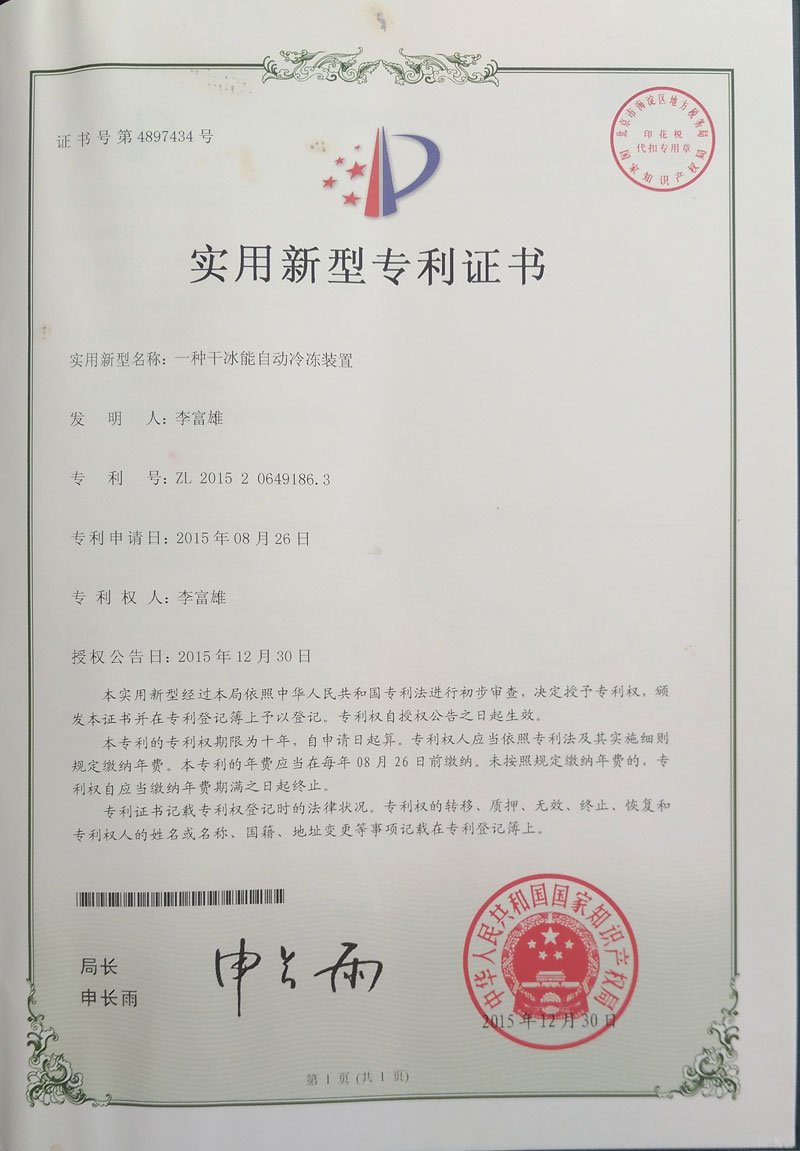 证书号第4897434号
北京市海淀区地方税务局
印花税
代扣专用章
国家知识产权局
实用新型专利证书
实用新型名称：一种干冰能自动冷冻装置
发明人：李富雄
专利号：ZL 2015 2 0649186.3
专利申请日：2015年08月26日
专利权人：李富雄
授权公告日：2015年12月30日
本实用新型经过本局依照中华人民共和国专利法进行初步审查，决定授予专利权，颁
发本证书并在专利登记簿上予以登记。专利权自授权公告之日起生效。
本专利的专利权期限为十年，自申请日起算。专利权人应当依照专利法及其实施细则
规定缴纳年费。本专利的年费应当在每年08月26日前缴纳。未按照规定缴纳年费的，专
利权自应当缴纳年费期满之日起终止。
专利证书记载专利权登记时的法律状况。专利权的转移、质押、无效、终止、恢复和
专利权人的姓名或名称、国籍、地址变更等事项记载在专利登记簿上。
局长
申长雨
申长雨
中华人民共和国国家知识产权局
2015年12月30日
第1页(共1页)